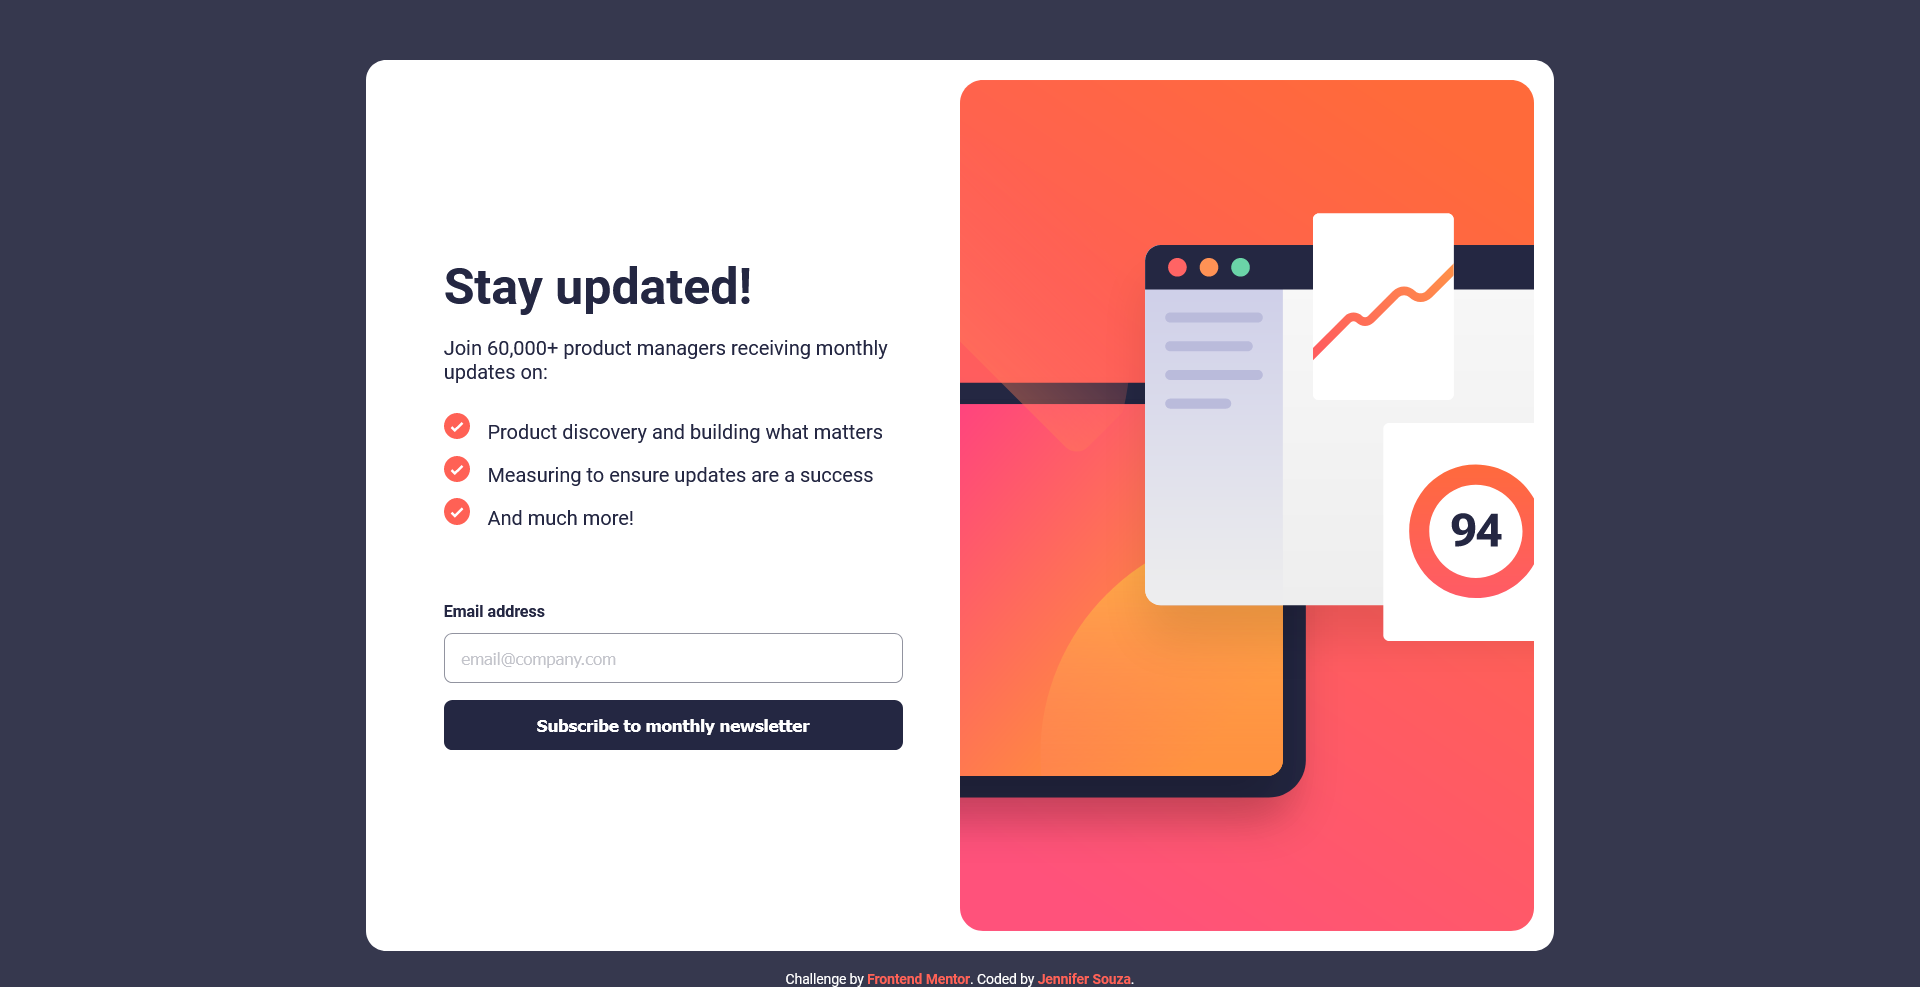 Stay updated!
Join 60,000+ product managers receiving monthly
updates on:
Product discovery and building what matters
Measuring to ensure updates are a success
And much more!
Email address
email@company.com
Subscribe to monthly newsletter
94
Challenge by Frontend Mentor. Coded by Jennifer Souza.